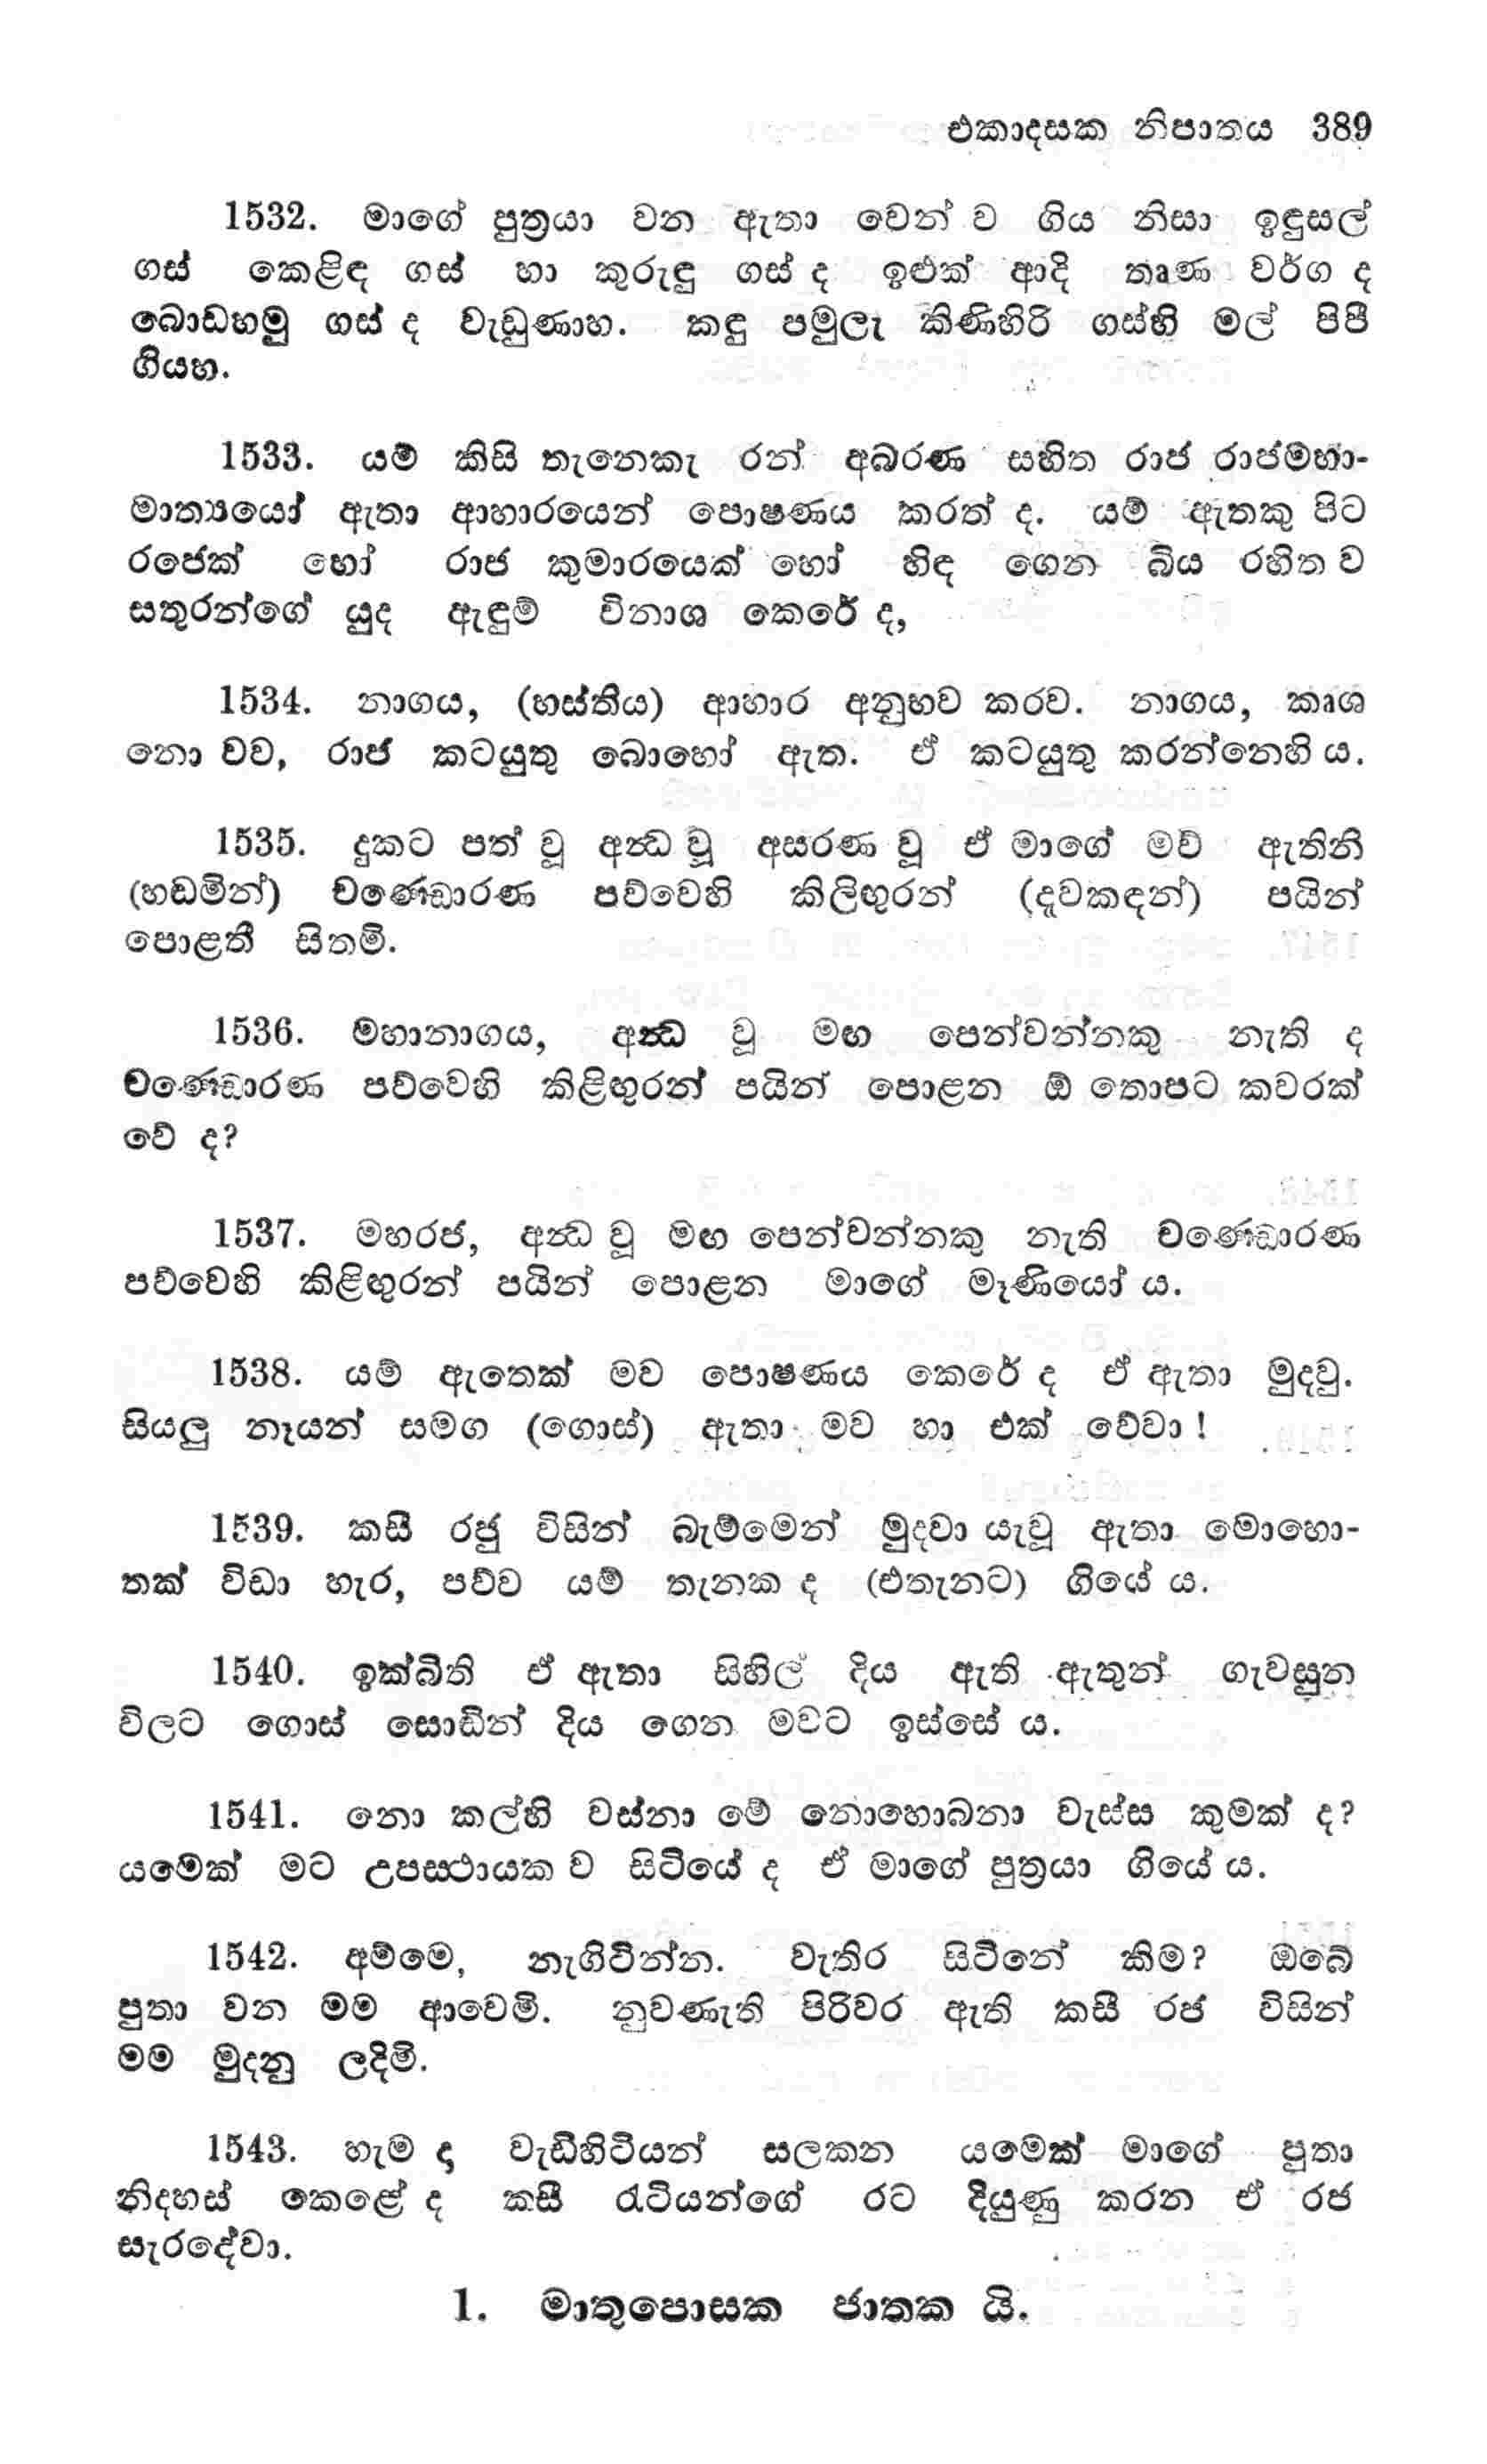 එකාදසක නිපාතය 389
1532. මාගේ පුත්‍රයා වන ඇතා වෙන් ව ගිය නිසා ඉඳුසල්
ගස් කෙළිඳ ගස් හා කුරුඳු ගස් ද ඉළුක් ආදි තෘණ වර්ග ද
බොඩහමු ගස් ද වැඩුණාහ. කඳු පමුලැ කිණිහිරි ගස්හි මල් පිපී
ගියහ.
1533. යම් කිසි තැනෙකැ රන් අබරණ සහිත රාජ රාජමහා-
මාත්‍යයෝ ඇතා ආහාරයෙන් පොෂණය කරත් ද. යම් ඇතකු පිට
රජෙක් හෝ රාජ කුමාරයෙක් හෝ හිඳ ගෙන බිය රහිත ව
සතුරන්ගේ යුද ඇඳුම් විනාශ කෙරේ ද,
1534. නාගය, (හස්තිය) ආහාර අනුභව කරව. නාගය, කෘශ
නො වව, රාජ කටයුතු බොහෝ ඇත. ඒ කටයුතු කරන්නෙහි ය.
1535. දුකට පත් වූ අන්‍ධ වූ අසරණ වූ ඒ මාගේ මව් ඇතිනි
(හඬමින්) චණ්ඩොරණ පව්වෙහි කිලිඟුරන් (දූවකඳන්) පයින්
පොළතී සිතමි.
1536. මහානාගය, අන්‍ධ වූ මඟ පෙන්වන්නකු නැති ද
චණ්ඩොරණ පව්වෙහි කිළිඟුරන් පයින් පොළන ඕ තොපට කවරක්
වේ ද?
1537. මහරජ, අන්‍ධ වූ මඟ පෙන්වන්නකු නැති චණ්ඩොරණ
පව්වෙහි කිළිඟුරන් පයින් පොළන මාගේ මෑණියෝ ය.
1538. යම් ඇතෙක් මව පොෂණය කෙරේ ද ඒ ඇතා මුදවු.
සියලු නෑයන් සමග (ගොස්) ඇතා මව හා එක් වේවා !
1539. කසී රජු විසින් බැම්මෙන් මුදවා යැවූ ඇතා මොහො-
තක් විඩා හැර, පව්ව යම් තැනක ද (එතැනට) ගියේ ය.
1540. ඉක්බිති ඒ ඇතා සිහිල් දිය ඇති ඇතුන් ගැවසුන
විලට ගොස් සොඬින් දිය ගෙන මවට ඉස්සේ ය.
1541. නො කල්හි වස්නා මේ නොහොබනා වැස්ස කුමක් ද?
යමෙක් මට උපස්ථායක ව සිටියේ ද ඒ මාගේ පුත්‍රයා ගියේ ය.
1542. අම්මෙ, නැගිටින්න. වැතිර සිටිනේ කිම? ඔබේ
පුතා වන මම ආවෙමි. නුවණැති පිරිවර ඇති කසී රජ විසින්
මම මුදනු ලදිමි.
1543. හැම ද වැඩිහිටියන් සලකන යමෙක් මාගේ පුතා
නිදහස් කෙළේ ද කසී රටියන්ගේ රට දියුණු කරන ඒ රජ
සැරදේවා.
1. මාතුපොසක ජාතක යි.